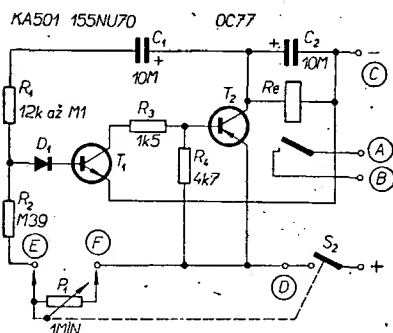 KA501 155NU70 OC77
C₁
10M
C₂
10M
+
+
−
C
R₁
12k až M1
R₃
1k5
T₂
Re
D₁
T₁
R₄
4k7
A
B
R₂
M39
E
F
S₂
D
+
P₁
1MIN